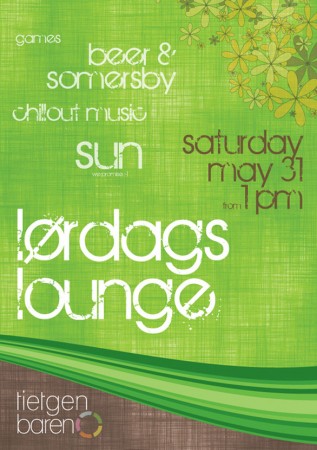 games
beer &
somersby
chillout music
sun
saturday
may 31
from 1 pm
lørdags
lounge
tietgen
baren